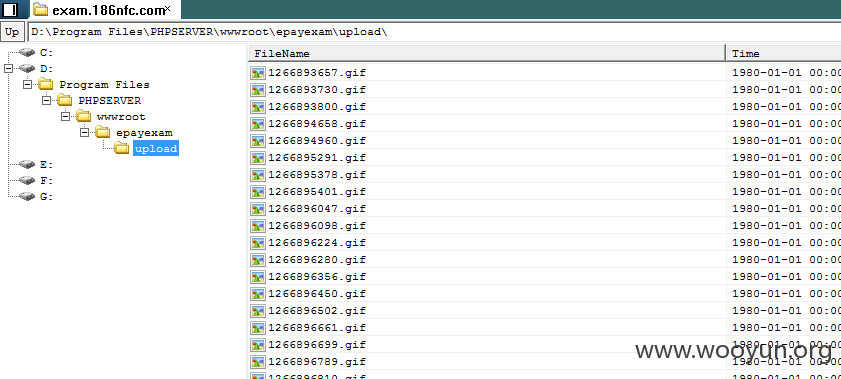 exam.186nfc.com×
Up D:\Program Files\PHPSERVER\wwwroot\epayexam\upload\
C:
D:
Program Files
PHPSERVER
wwwroot
epayexam
upload
E:
F:
G:
FileName Time
1266893657.gif 1980-01-01 00:00
1266893730.gif 1980-01-01 00:00
1266893800.gif 1980-01-01 00:00
1266894658.gif 1980-01-01 00:00
1266894960.gif 1980-01-01 00:00
1266895291.gif 1980-01-01 00:00
1266895378.gif 1980-01-01 00:00
1266895401.gif 1980-01-01 00:00
1266896047.gif 1980-01-01 00:00
1266896098.gif 1980-01-01 00:00
1266896224.gif 1980-01-01 00:00
1266896280.gif 1980-01-01 00:00
1266896356.gif 1980-01-01 00:00
1266896450.gif 1980-01-01 00:00
1266896502.gif 1980-01-01 00:00
1266896661.gif 1980-01-01 00:00
1266896699.gif 1980-01-01 00:00
1266896789.gif 1980-01-01 00:00
1266896810.gif 1980-01-01 00:00
www.wooyun.org